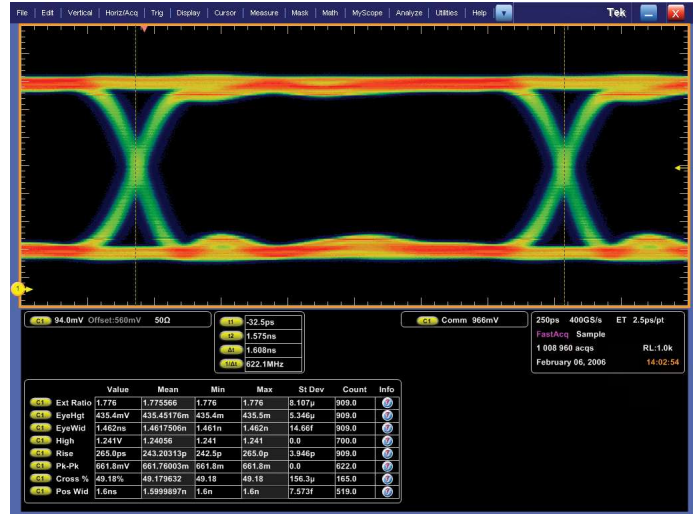 File | Edit | Vertical | Horiz/Acq | Trig | Display | Cursor | Measure | Mask | Math | MyScope | Analyze | Utilities | Help Tek X
1
C1 94.0mV Offset:560mV 50Ω
t1 -32.5ps
t2 1.575ns
Δt 1.608ns
1/Δt 622.1MHz
C1 Comm 966mV
250ps 400GS/s ET 2.5ps/pt
FastAcq Sample
1 008 960 acqs RL:1.0k
February 06, 2006 14:02:54
Value Mean Min Max St Dev Count Info
C1 Ext Ratio 1.776 1.775566 1.776 1.776 8.107µ 909.0
C1 EyeHgt 435.4mV 435.45176m 435.4m 435.5m 5.346µ 909.0
C1 EyeWid 1.462ns 1.4617506n 1.461n 1.462n 14.66f 909.0
C1 High 1.241V 1.24056 1.241 1.241 0.0 700.0
C1 Rise 265.0ps 243.20313p 242.5p 265.0p 3.946p 909.0
C1 Pk-Pk 661.8mV 661.76003m 661.8m 661.8m 0.0 622.0
C1 Cross % 49.18% 49.179632 49.18 49.18 156.3µ 165.0
C1 Pos Wid 1.6ns 1.5999897n 1.6n 1.6n 7.573f 519.0